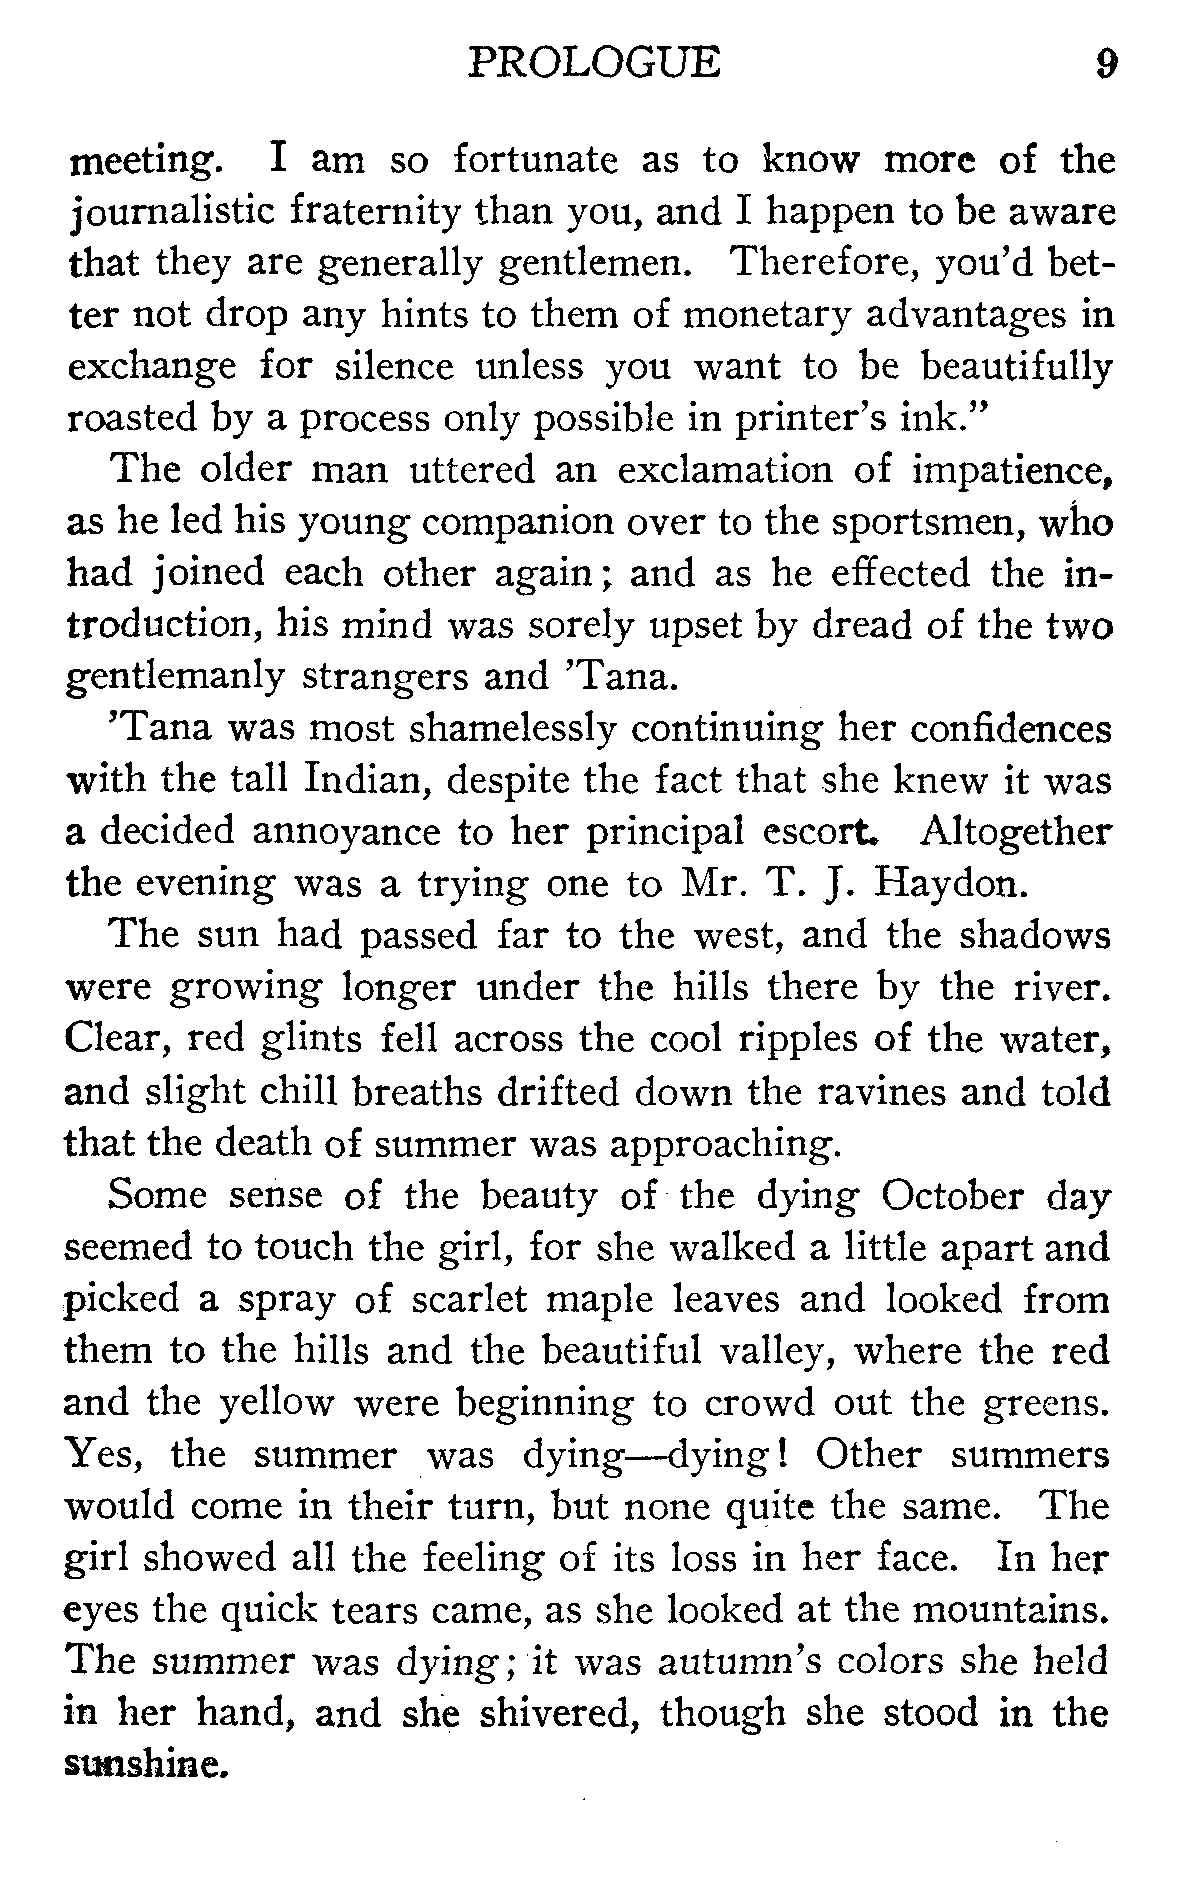 PROLOGUE 9
meeting. I am so fortunate as to know more of the
journalistic fraternity than you, and I happen to be aware
that they are generally gentlemen. Therefore, you’d bet-
ter not drop any hints to them of monetary advantages in
exchange for silence unless you want to be beautifully
roasted by a process only possible in printer’s ink.”
The older man uttered an exclamation of impatience,
as he led his young companion over to the sportsmen, who
had joined each other again; and as he effected the in-
troduction, his mind was sorely upset by dread of the two
gentlemanly strangers and ’Tana.
’Tana was most shamelessly continuing her confidences
with the tall Indian, despite the fact that she knew it was
a decided annoyance to her principal escort. Altogether
the evening was a trying one to Mr. T. J. Haydon.
The sun had passed far to the west, and the shadows
were growing longer under the hills there by the river.
Clear, red glints fell across the cool ripples of the water,
and slight chill breaths drifted down the ravines and told
that the death of summer was approaching.
Some sense of the beauty of the dying October day
seemed to touch the girl, for she walked a little apart and
picked a spray of scarlet maple leaves and looked from
them to the hills and the beautiful valley, where the red
and the yellow were beginning to crowd out the greens.
Yes, the summer was dying—dying! Other summers
would come in their turn, but none quite the same. The
girl showed all the feeling of its loss in her face. In her
eyes the quick tears came, as she looked at the mountains.
The summer was dying; it was autumn’s colors she held
in her hand, and she shivered, though she stood in the
sunshine.